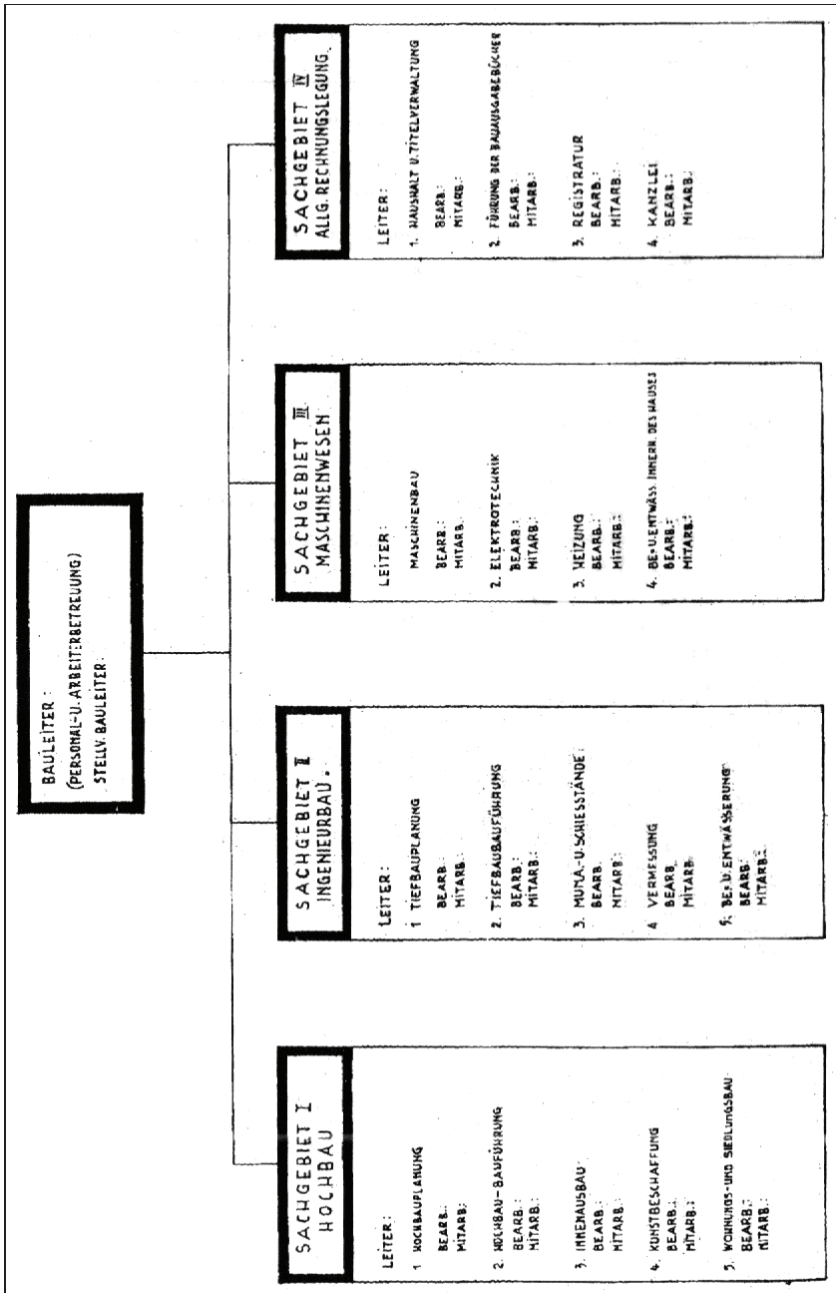 BAULEITER:
(PERSONAL-U. ARBEITERBETREUUNG)
STELLV. BAULEITER:
SACHGEBIET I
HOCHBAU
LEITER:
1 HOCHBAUPLANUNG
BEARB.:
MITARB.:
2. HOCHBAU-BAUFÜHRUNG
BEARB.:
MITARB.:
3. INNENAUSBAU
BEARB.:
MITARB.:
4. KUNSTBESCHAFFUNG
BEARB.:
MITARB.:
5. WOHNUNGS-UND SIEDLUNGSBAU
BEARB.:
MITARB.:
SACHGEBIET II
INGENIEURBAU.
LEITER:
1 TIEFBAUPLANUNG
BEARB.:
MITARB.:
2. TIEFBAUBAUFÜHRUNG
BEARB.:
MITARB.:
3. MUNA.-U-SCHIESSTÄNDE:
BEARB.
MITARB.:
4 VERMESSUNG
BEARB.
MITARB.
5. BE-U. ENTWÄSSERUNG
BEARB.:
MITARB.:
SACHGEBIET III
MASCHINENWESEN
LEITER:
MASCHINENBAU
BEARB.:
MITARB.:
2. ELEKTROTECHNIK
BEARB.:
MITARB.:
3. HEIZUNG
BEARB.:
MITARB.:
4. BE-U. ENTWÄSS. INNERH. DES HAUSES
BEARB.:
MITARB.:
SACHGEBIET IV
ALLG. RECHNUNGSLEGUNG.
LEITER:
1. HAUSHALT U. TITELVERWALTUNG
BEARB.:
MITARB.:
2. FÜHRUNG DER BAUAUSGABEBÜCHER
BEARB.:
MITARB.:
3. REGISTRATUR
BEARB.:
MITARB.:
4. KANZLEI
BEARB.:
MITARB.: